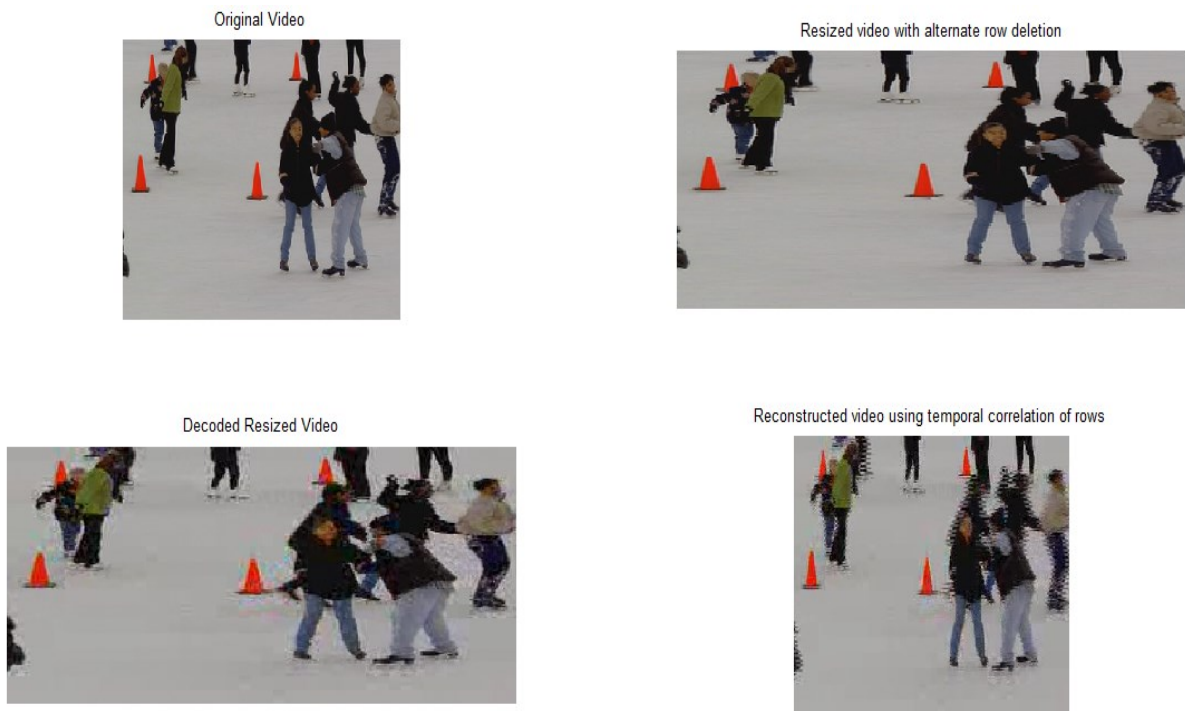 Original Video
Resized video with alternate row deletion
Decoded Resized Video
Reconstructed video using temporal correlation of rows